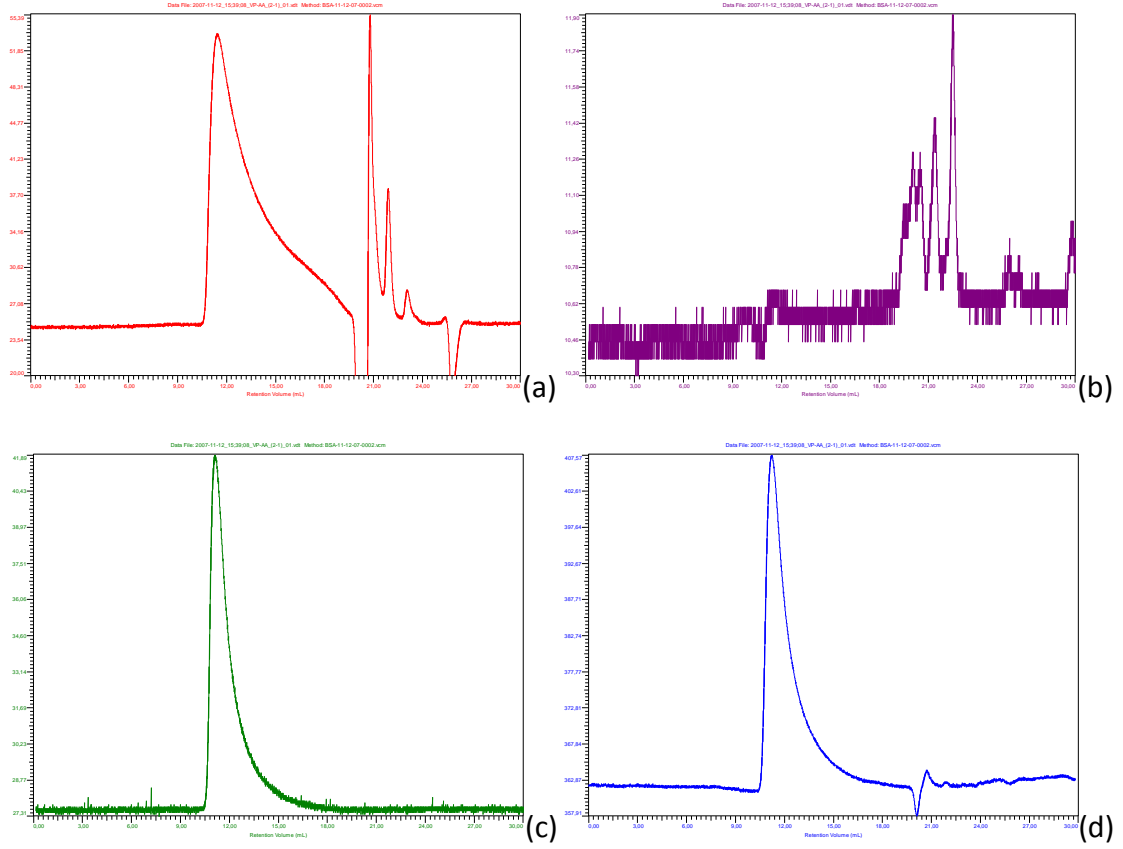 Data File: 2007-11-12_15;39;08_VP-AA_(2-1)_01.vdt Method: BSA-11-12-07-0002.vcm
55,39
51,85
48,31
44,77
41,23
37,70
34,16
30,62
27,08
23,54
20,00
0,00 3,00 6,00 9,00 12,00 15,00 18,00 21,00 24,00 27,00 30,00
Retention Volume (mL)
(a)
Data File: 2007-11-12_15;39;08_VP-AA_(2-1)_01.vdt Method: BSA-11-12-07-0002.vcm
11,90
11,74
11,58
11,42
11,26
11,10
10,94
10,78
10,62
10,46
10,30
0,00 3,00 6,00 9,00 12,00 15,00 18,00 21,00 24,00 27,00 30,00
Retention Volume (mL)
(b)
Data File: 2007-11-12_15;39;08_VP-AA_(2-1)_01.vdt Method: BSA-11-12-07-0002.vcm
41,89
40,43
38,97
37,51
36,06
34,60
33,14
31,69
30,23
28,77
27,31
0,00 3,00 6,00 9,00 12,00 15,00 18,00 21,00 24,00 27,00 30,00
Retention Volume (mL)
(c)
Data File: 2007-11-12_15;39;08_VP-AA_(2-1)_01.vdt Method: BSA-11-12-07-0002.vcm
407,57
402,61
397,64
392,67
387,71
382,74
377,77
372,81
367,84
362,87
357,91
0,00 3,00 6,00 9,00 12,00 15,00 18,00 21,00 24,00 27,00 30,00
Retention Volume (mL)
(d)